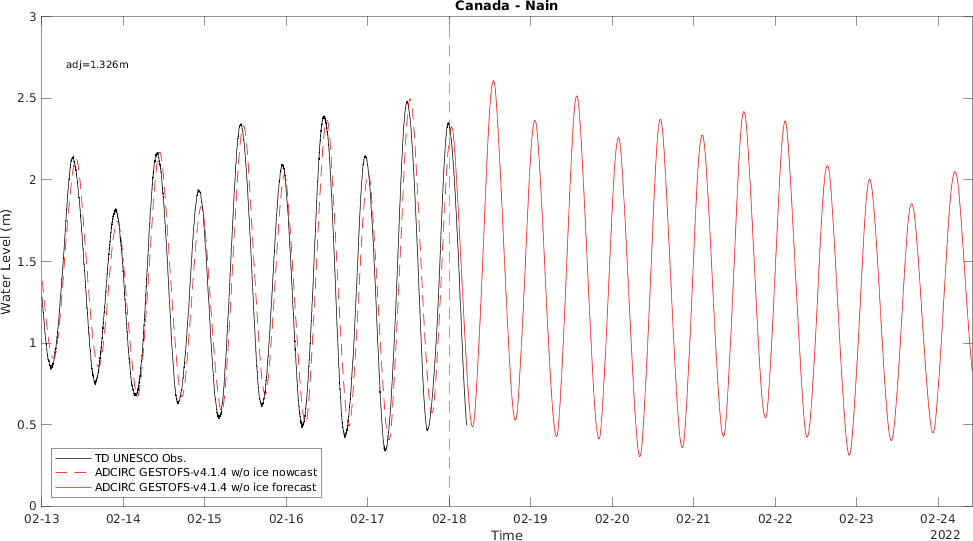 Canada - Nain
3
adj=1.326m
2.5
2
1.5
1
0.5
0
Water Level (m)
TD UNESCO Obs.
ADCIRC GESTOFS-v4.1.4 w/o ice nowcast
ADCIRC GESTOFS-v4.1.4 w/o ice forecast
02-13 02-14 02-15 02-16 02-17 02-18 02-19 02-20 02-21 02-22 02-23 02-24
Time 2022